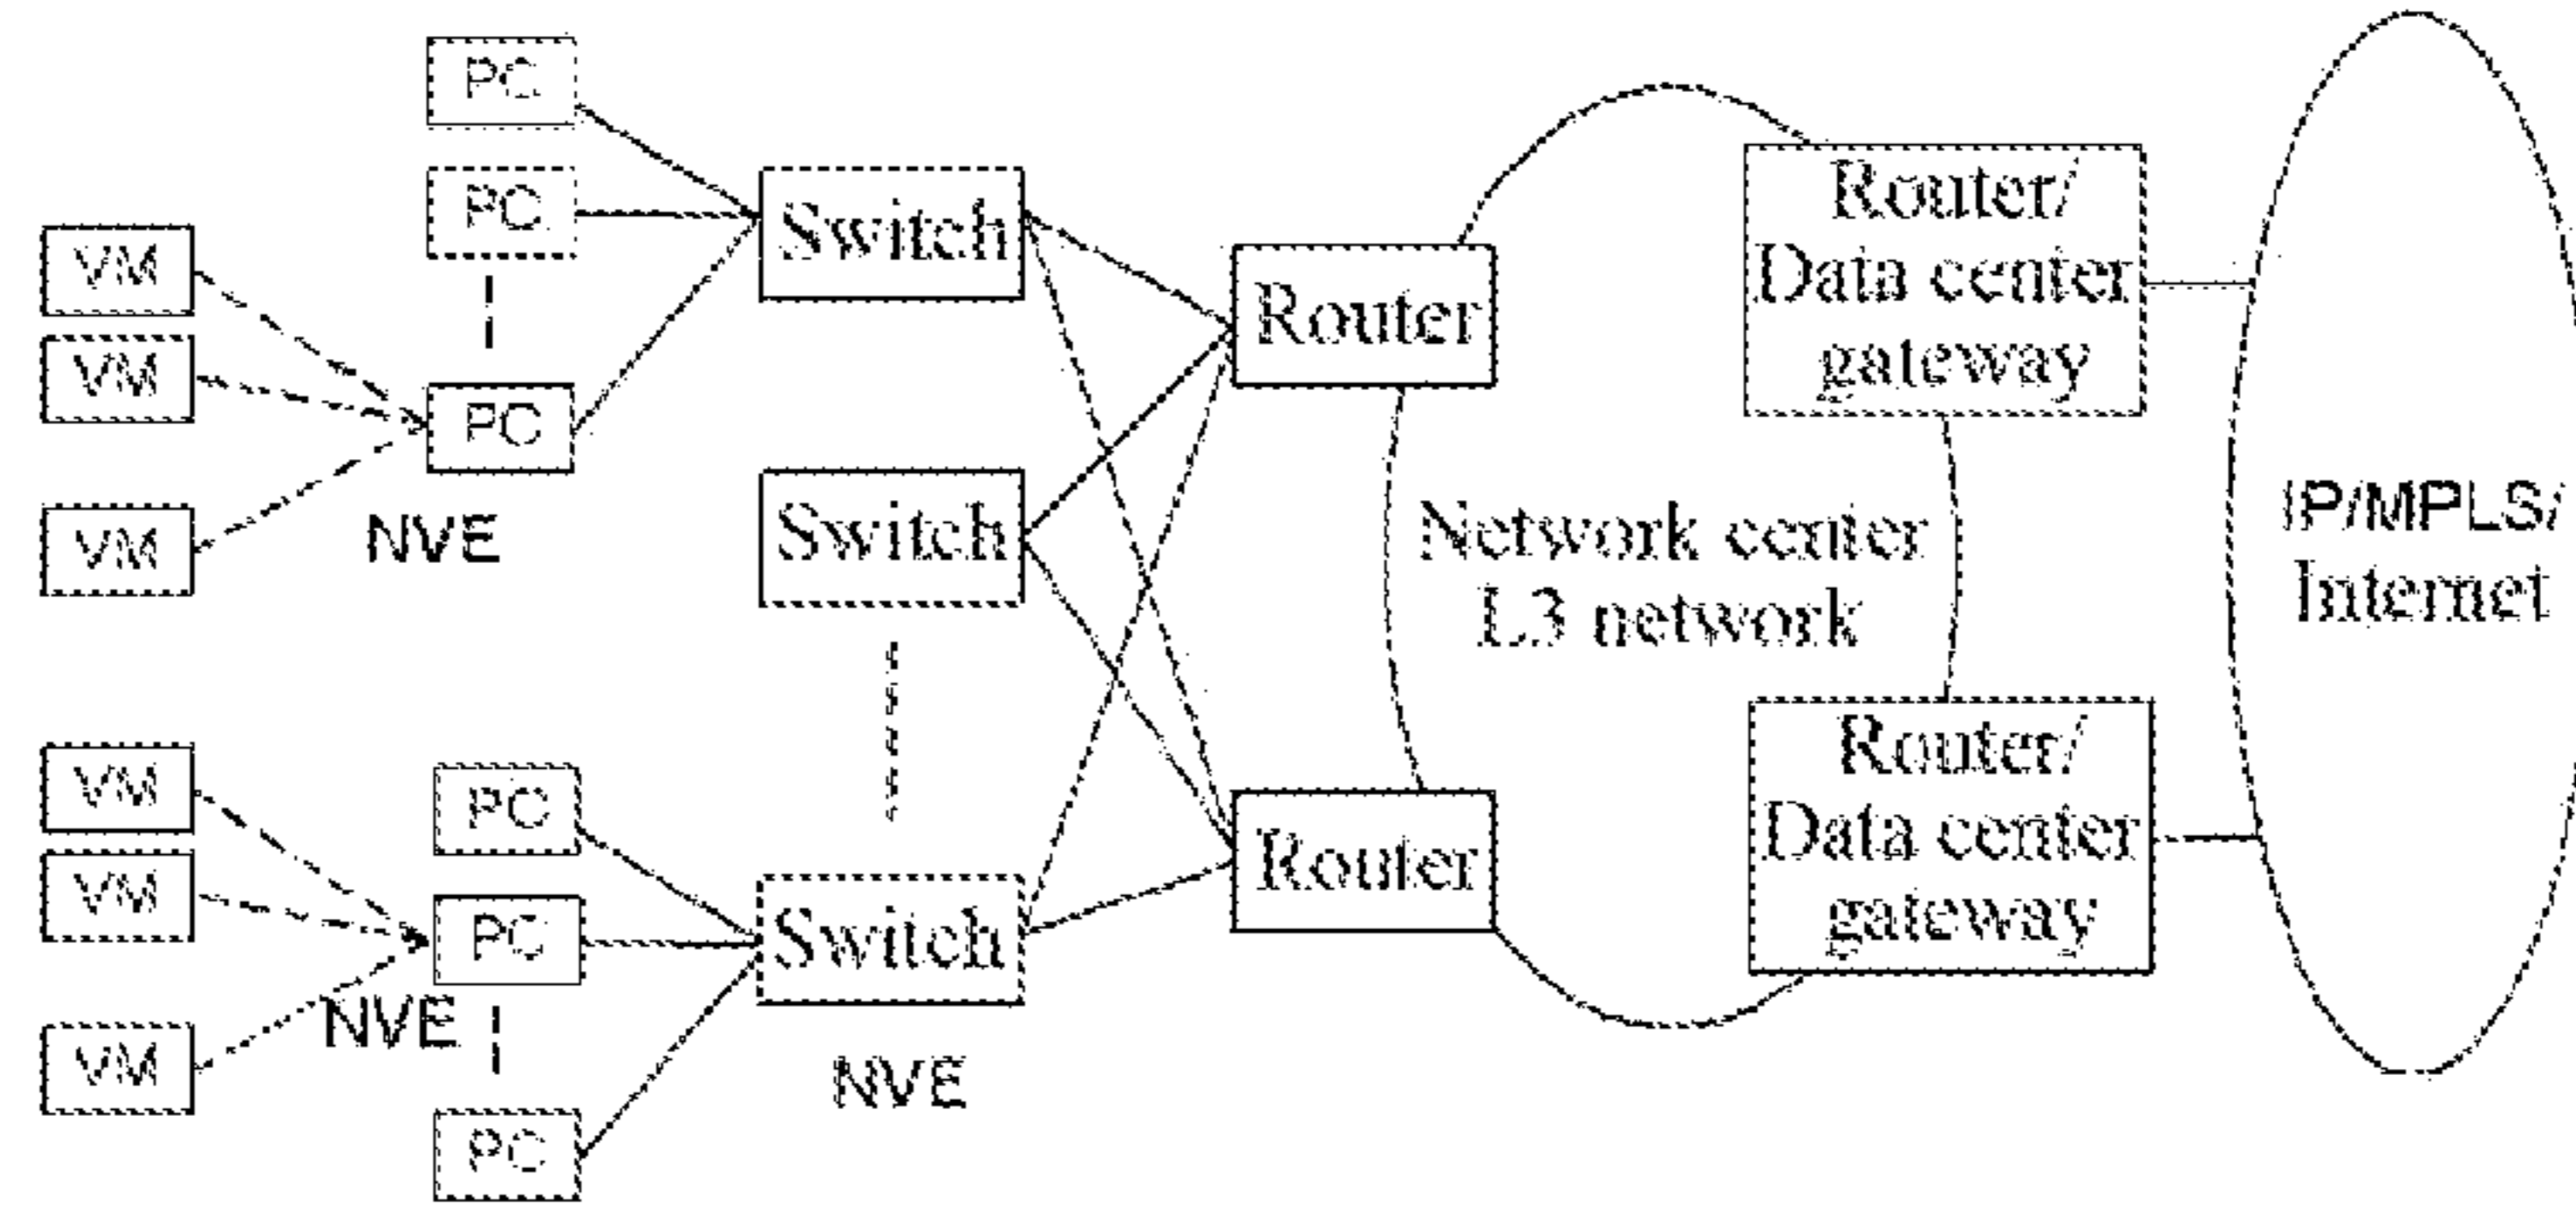 PC
PC
VM
VM
PC
VM
NVE
Switch
Switch
Router
Router/
Data center
gateway
Network center
L3 network
IP/MPLS/
Internet
VM
VM
VM
PC
PC
NVE
PC
Switch
NVE
Router
Router/
Data center
gateway